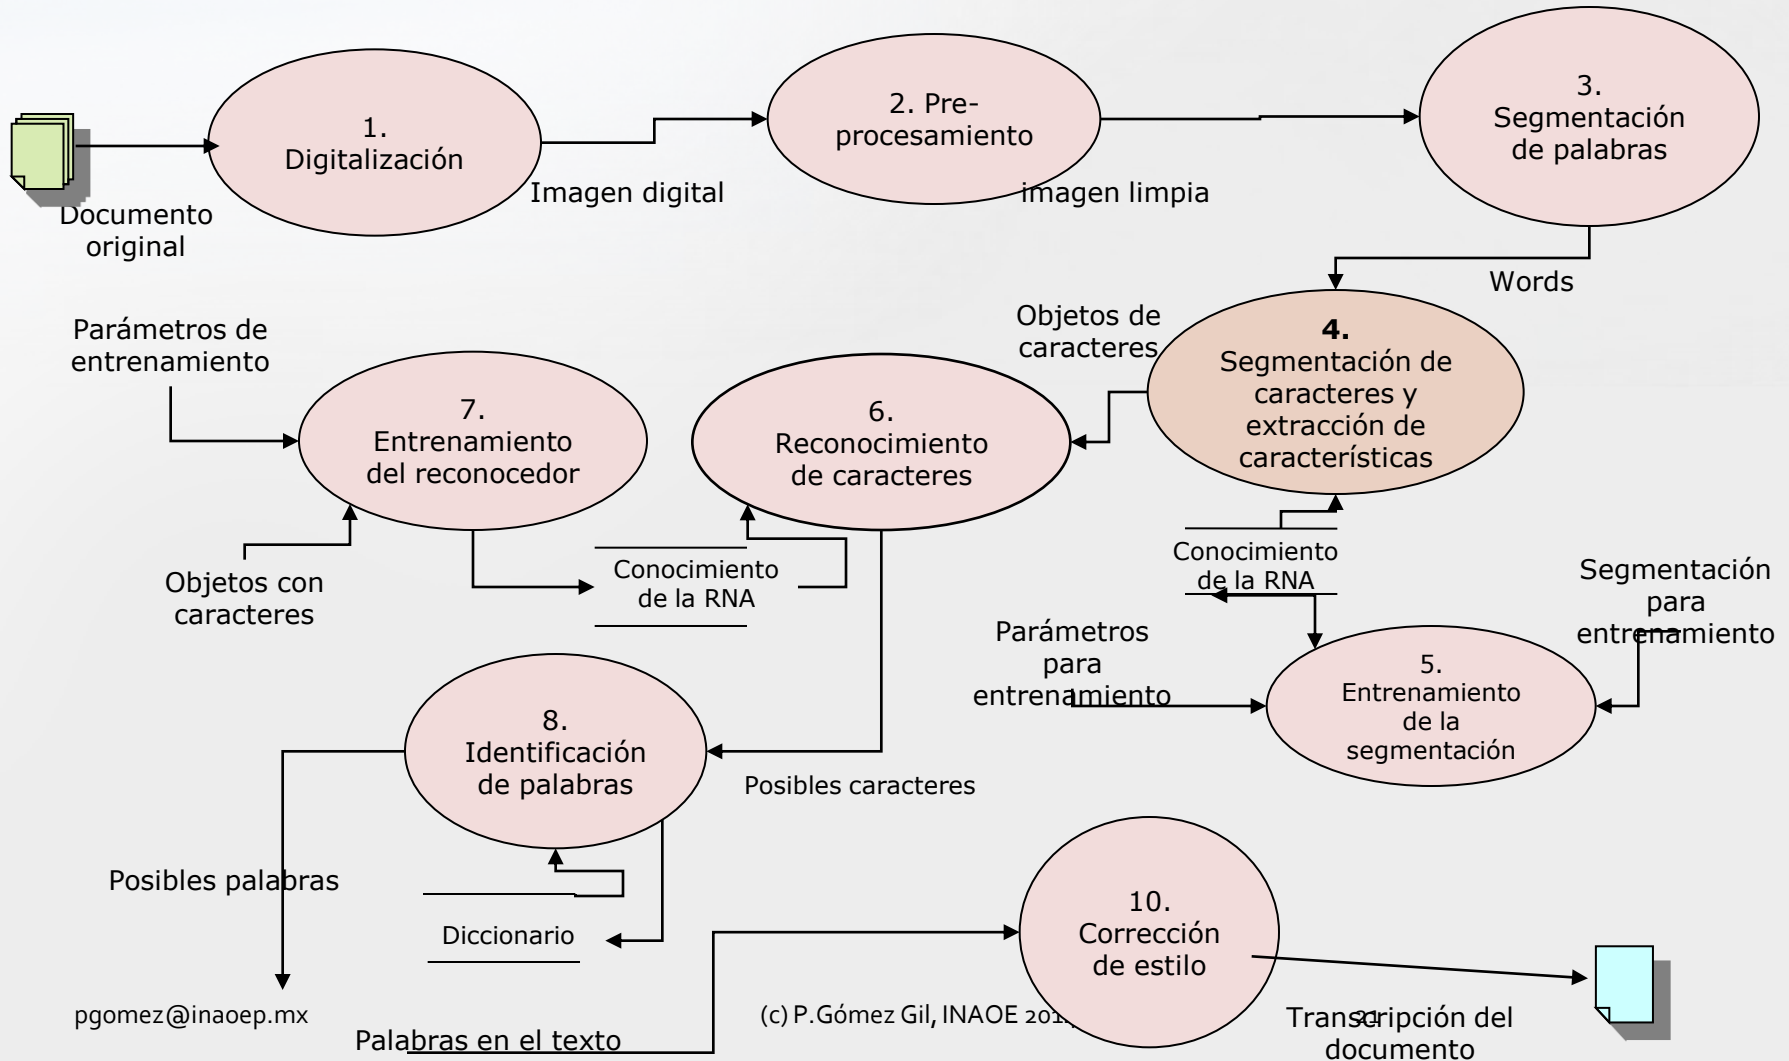 1.
Digitalización
2. Pre-
procesamiento
3.
Segmentación
de palabras
Documento
original
Imagen digital
imagen limpia
Words
Parámetros de
entrenamiento
Objetos de
caracteres
4.
Segmentación de
caracteres y
extracción de
características
7.
Entrenamiento
del reconocedor
6.
Reconocimiento
de caracteres
Objetos con
caracteres
Conocimiento
de la RNA
Conocimiento
de la RNA
Segmentación
para
entrenamiento
Parámetros
para
entrenamiento
5.
Entrenamiento
de la
segmentación
8.
Identificación
de palabras
Posibles caracteres
Posibles palabras
Diccionario
10.
Corrección
de estilo
pgomez@inaoep.mx
(c) P.Gómez Gil, INAOE
21
Transcripción del
documento
Palabras en el texto